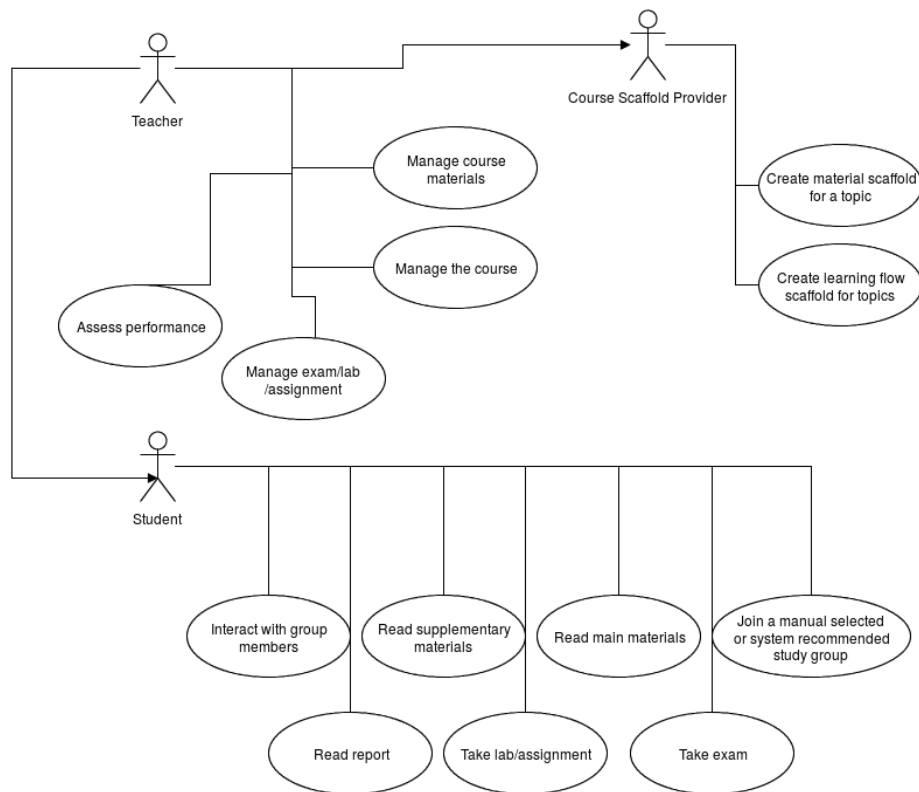 Teacher
Course Scaffold Provider
Manage course
materials
Create material scaffold
for a topic
Manage the course
Create learning flow
scaffold for topics
Assess performance
Manage exam/lab
/assignment
Student
Interact with group
members
Read supplementary
materials
Read main materials
Join a manual selected
or system recommended
study group
Read report
Take lab/assignment
Take exam